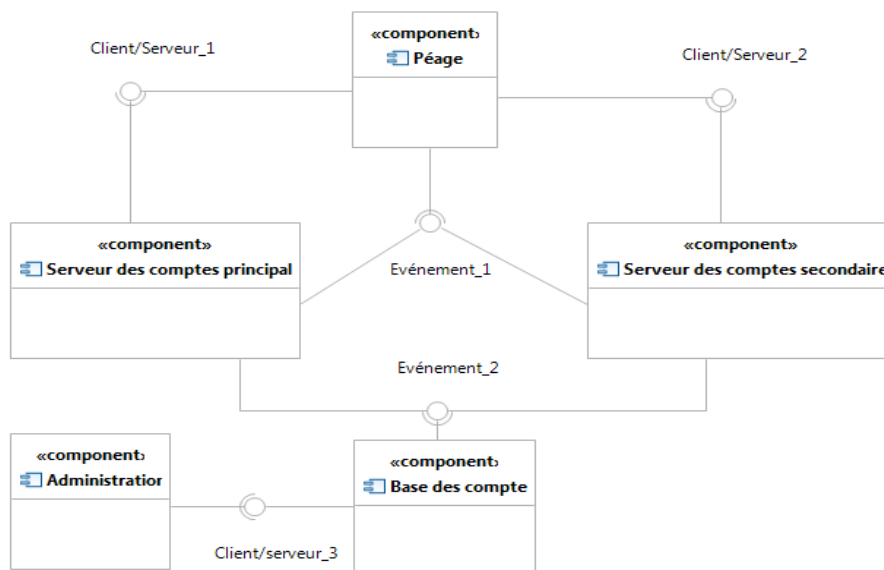 «component»
Péage
Client/Serveur_1
Client/Serveur_2
«component»
Serveur des comptes principal
«component»
Serveur des comptes secondaire
Evénement_1
Evénement_2
«component»
Administration
«component»
Base des compte
Client/serveur_3